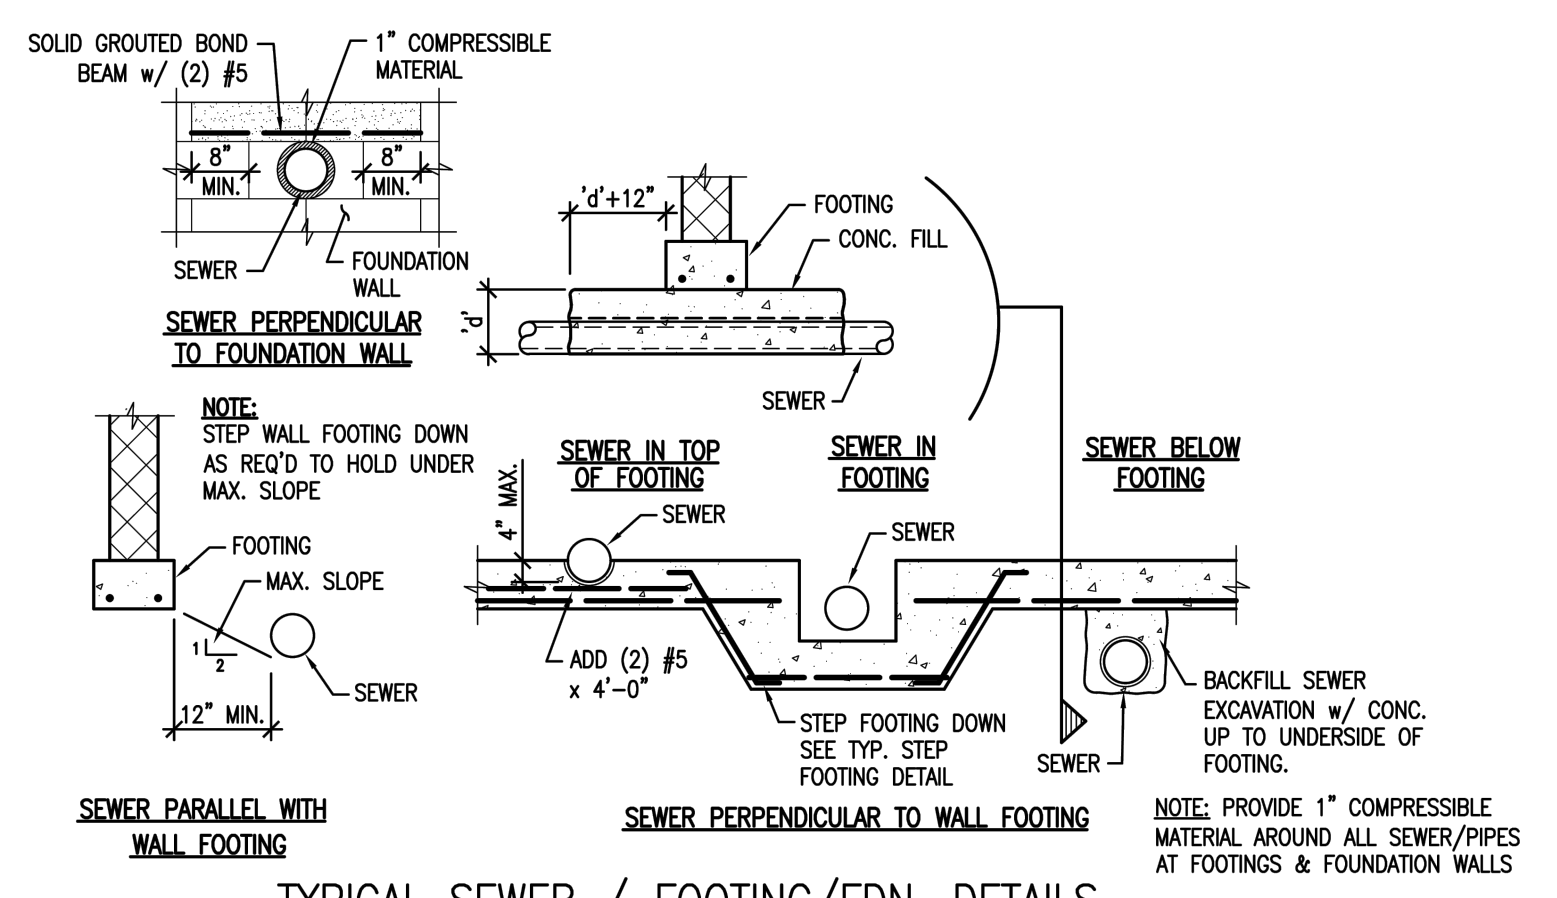 SOLID GROUTED BOND
BEAM w/ (2) #5
1" COMPRESSIBLE
MATERIAL
8"
MIN.
8"
MIN.
SEWER
FOUNDATION
WALL
SEWER PERPENDICULAR
TO FOUNDATION WALL
'd'+12"
FOOTING
CONC. FILL
'd'
SEWER
NOTE:
STEP WALL FOOTING DOWN
AS REQ'D TO HOLD UNDER
MAX. SLOPE
FOOTING
MAX. SLOPE
1
2
SEWER
12" MIN.
SEWER PARALLEL WITH
WALL FOOTING
SEWER IN TOP
OF FOOTING
SEWER IN
FOOTING
SEWER BELOW
FOOTING
4" MAX.
SEWER
SEWER
ADD (2) #5
x 4'-0"
STEP FOOTING DOWN
SEE TYP. STEP
FOOTING DETAIL
SEWER
BACKFILL SEWER
EXCAVATION w/ CONC.
UP TO UNDERSIDE OF
FOOTING.
SEWER PERPENDICULAR TO WALL FOOTING
NOTE: PROVIDE 1" COMPRESSIBLE
MATERIAL AROUND ALL SEWER/PIPES
AT FOOTINGS & FOUNDATION WALLS
TYPICAL SEWER / FOOTING/FDN. DETAILS